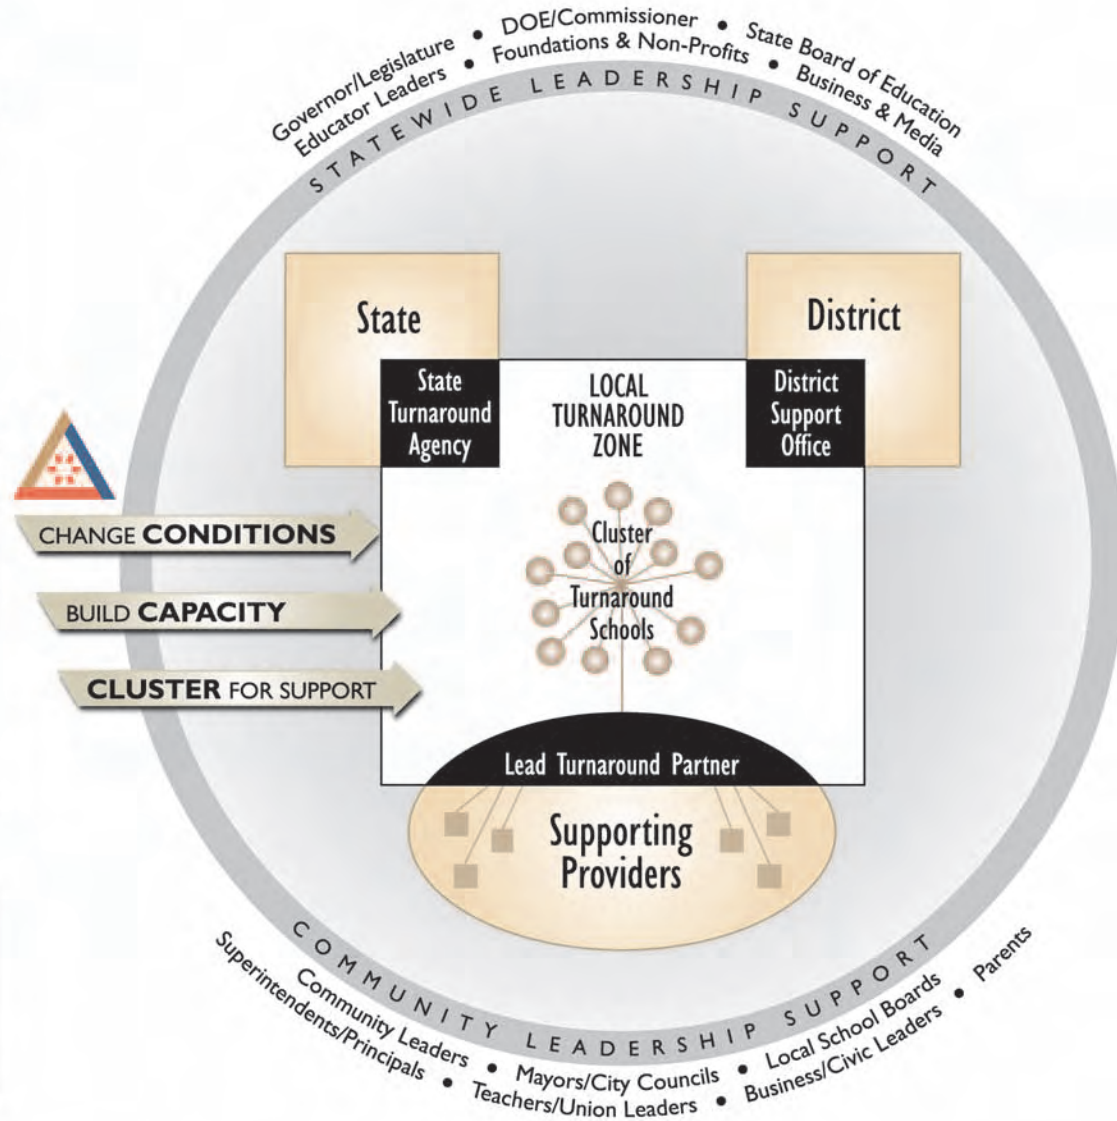 Governor/Legislature • DOE/Commissioner • State Board of Education
Educator Leaders • Foundations & Non-Profits • Business & Media
STATEWIDE LEADERSHIP SUPPORT
State
District
State
Turnaround
Agency
LOCAL
TURNAROUND
ZONE
District
Support
Office
CHANGE CONDITIONS
BUILD CAPACITY
CLUSTER FOR SUPPORT
Cluster
of
Turnaround
Schools
Lead Turnaround Partner
Supporting
Providers
COMMUNITY LEADERSHIP SUPPORT
Community Leaders • Mayors/City Councils • Local School Boards • Parents
Superintendents/Principals • Teachers/Union Leaders • Business/Civic Leaders